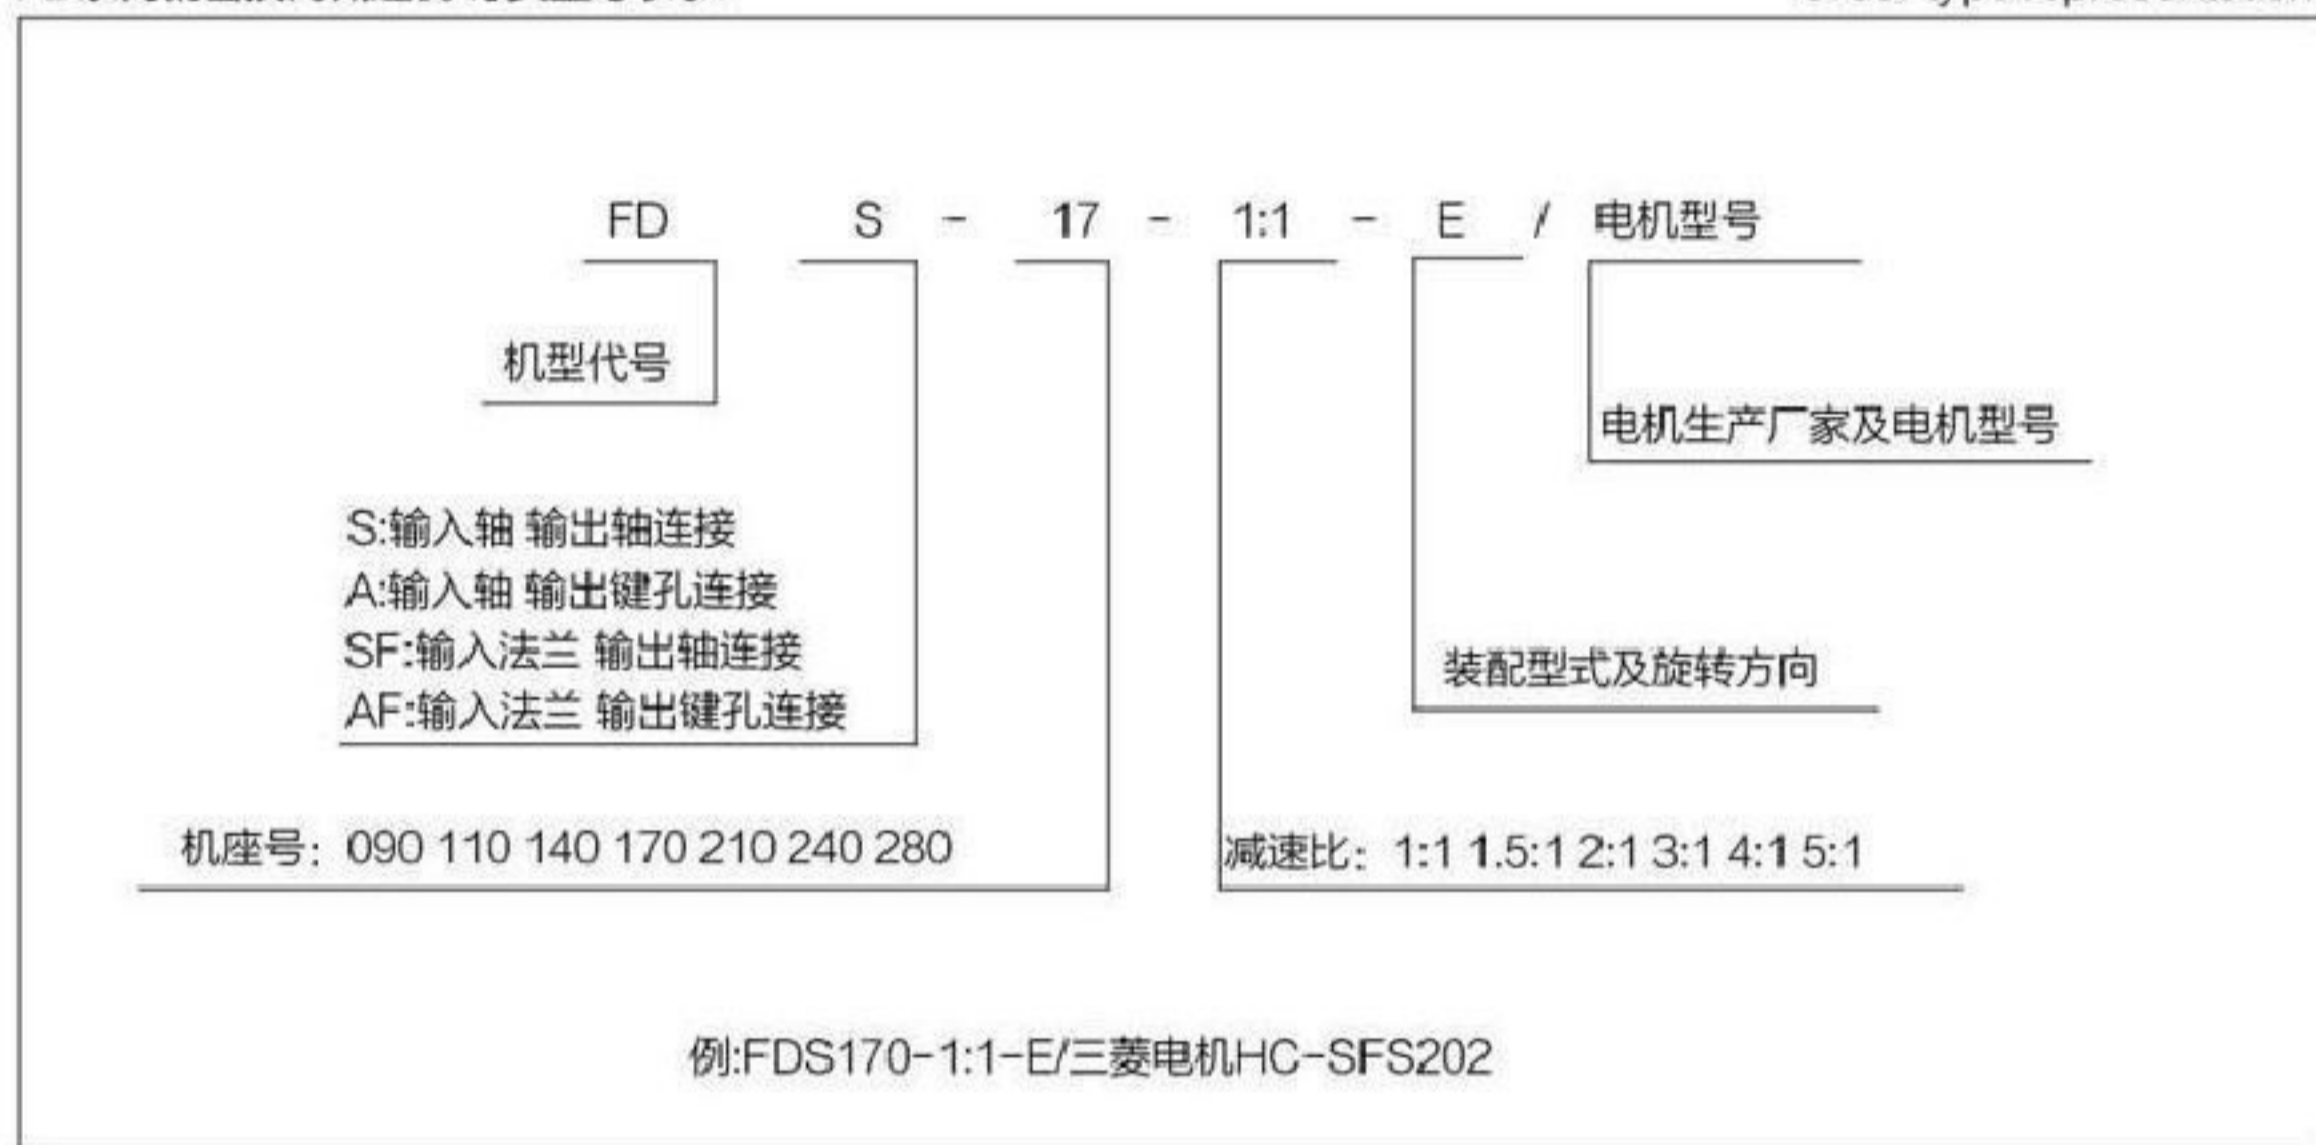 FD S - 17 - 1:1 - E / 电机型号
机型代号
电机生产厂家及电机型号
S:输入轴 输出轴连接
A:输入轴 输出键孔连接
SF:输入法兰 输出轴连接
AF:输入法兰 输出键孔连接
装配型式及旋转方向
机座号: 090 110 140 170 210 240 280
减速比: 1:1 1.5:1 2:1 3:1 4:1 5:1
例:FDS170-1:1-E/三菱电机HC-SFS202